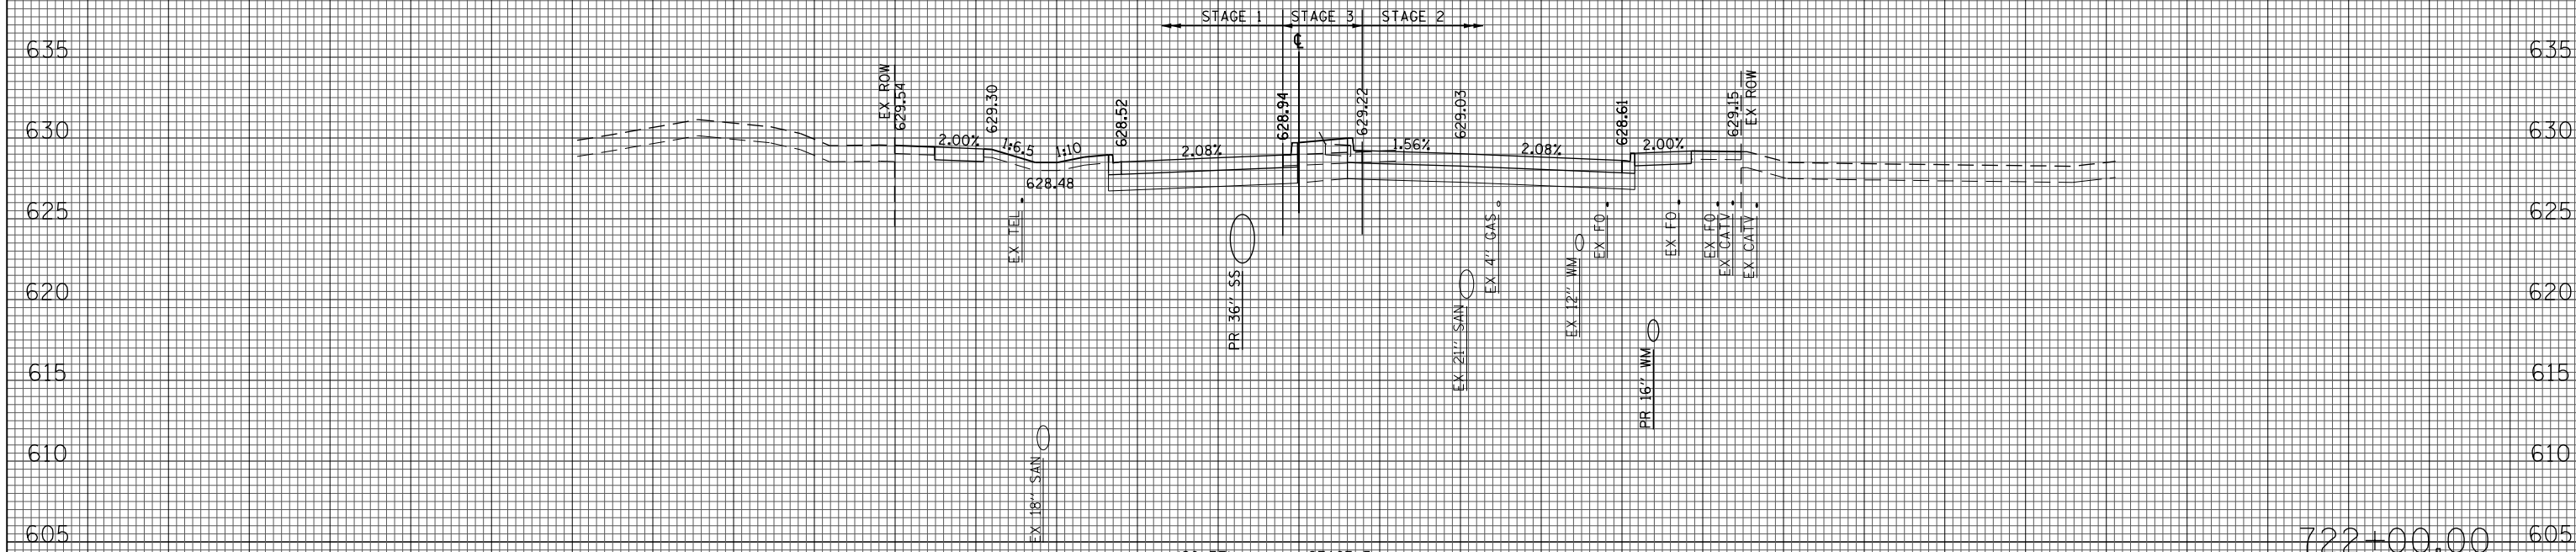 STAGE 1 STAGE 3 STAGE 2
℄
635 635
EX ROW
629.54
629.30
628.52
628.94
629.22
629.03
628.61
629.15
EX ROW
630 630
2.00% 1:6.5 1:10 2.08% 1.56% 2.08% 2.00%
628.48
625 625
EX TEL
PR 36" SS
EX 21" SAN
EX 4" GAS
EX 12" WM
EX FO
PR 16" WM
EX FO
EX FO
EX CATV
EX CATV
620 620
615 615
610 610
EX 18" SAN
605 605
722+00.00